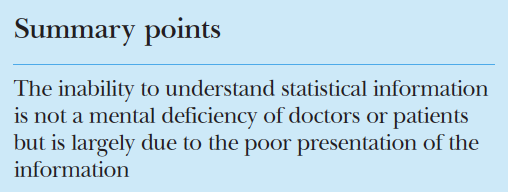 Summary points
The inability to understand statistical information
is not a mental deficiency of doctors or patients
but is largely due to the poor presentation of the
information